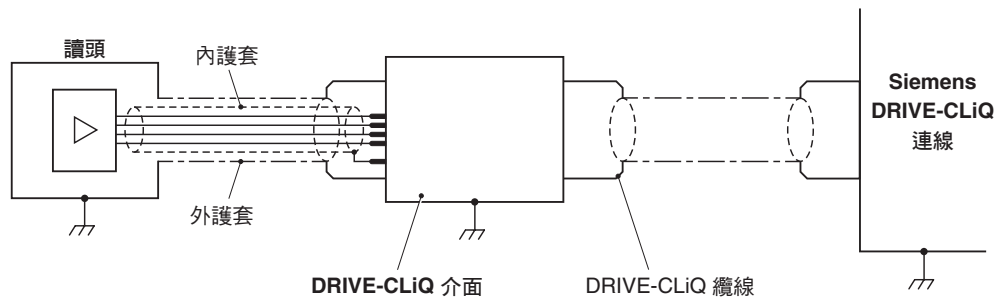 讀頭
內護套
外護套
DRIVE-CLiQ 介面
DRIVE-CLiQ 纜線
Siemens
DRIVE-CLiQ
連線